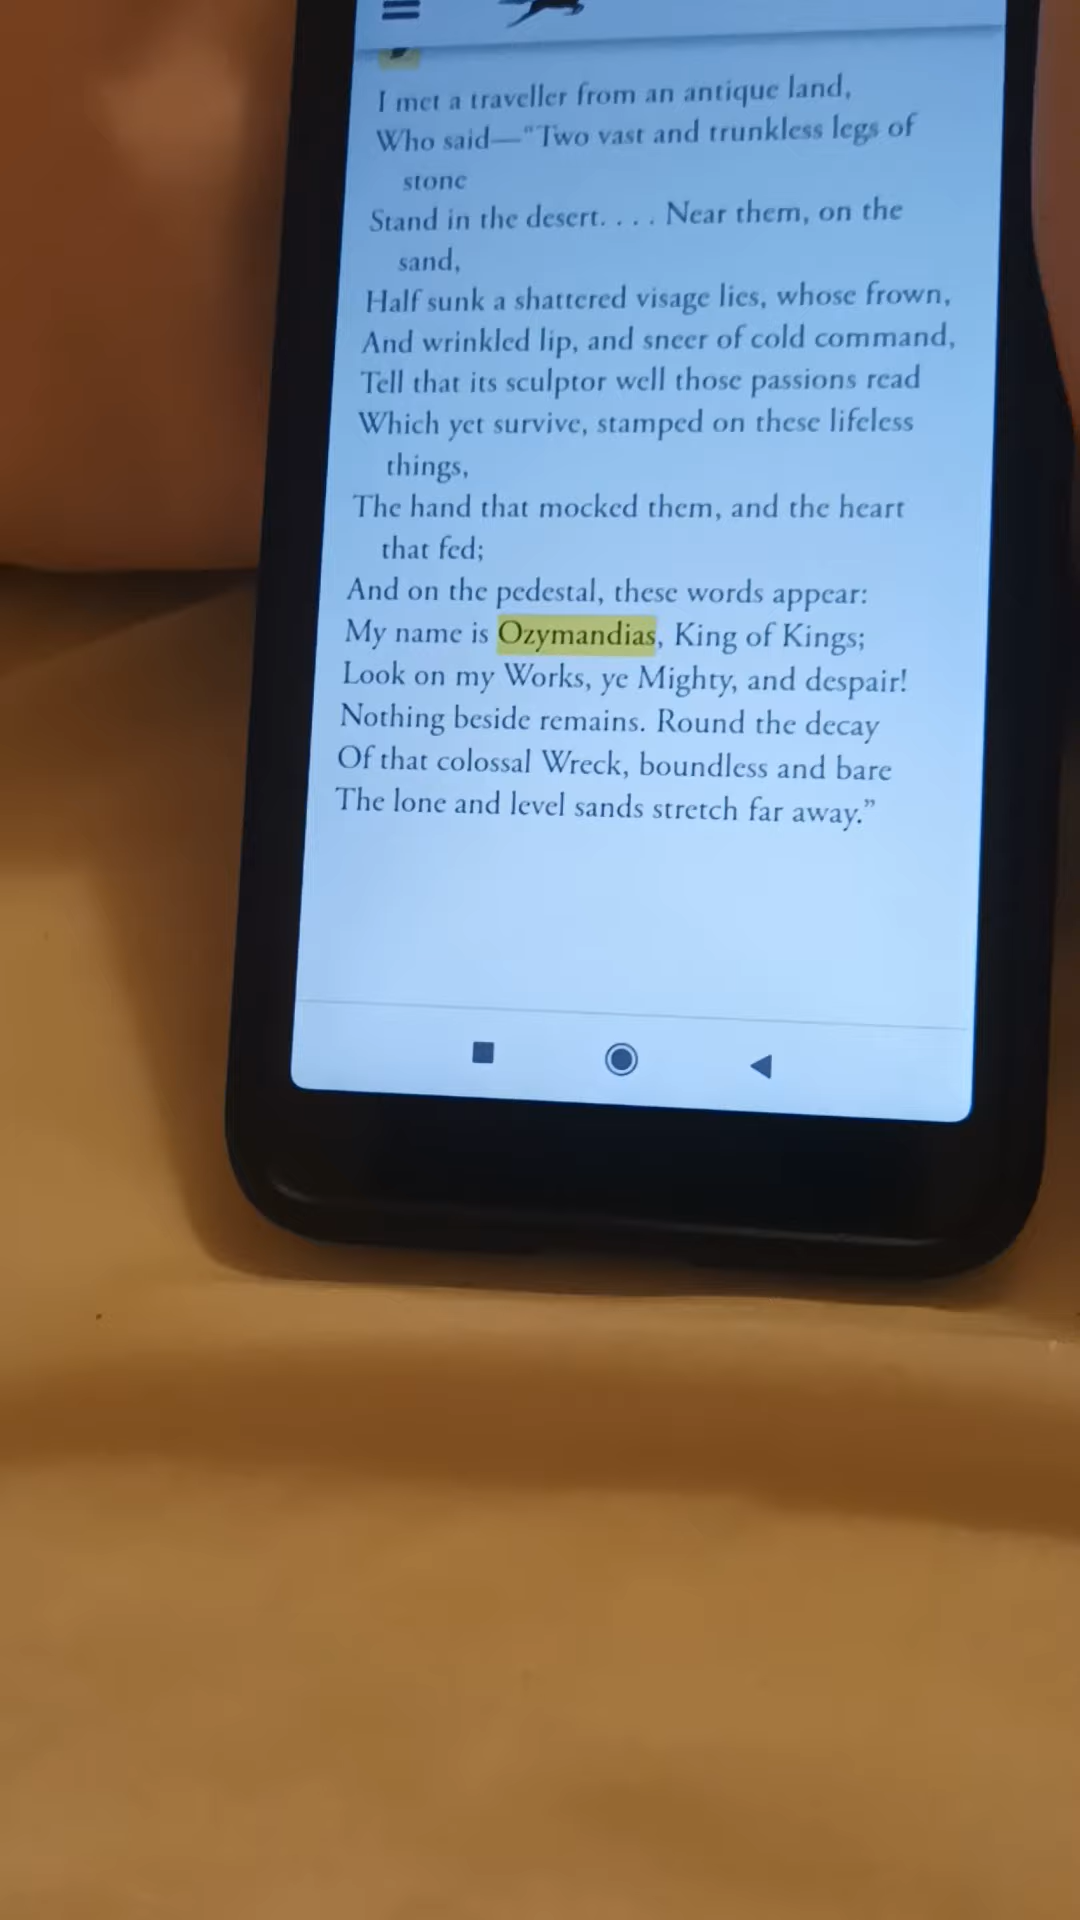 I met a traveller from an antique land,
Who said—“Two vast and trunkless legs of
stone
Stand in the desert. . . . Near them, on the
sand,
Half sunk a shattered visage lies, whose frown,
And wrinkled lip, and sneer of cold command,
Tell that its sculptor well those passions read
Which yet survive, stamped on these lifeless
things,
The hand that mocked them, and the heart
that fed;
And on the pedestal, these words appear:
My name is Ozymandias, King of Kings;
Look on my Works, ye Mighty, and despair!
Nothing beside remains. Round the decay
Of that colossal Wreck, boundless and bare
The lone and level sands stretch far away.”